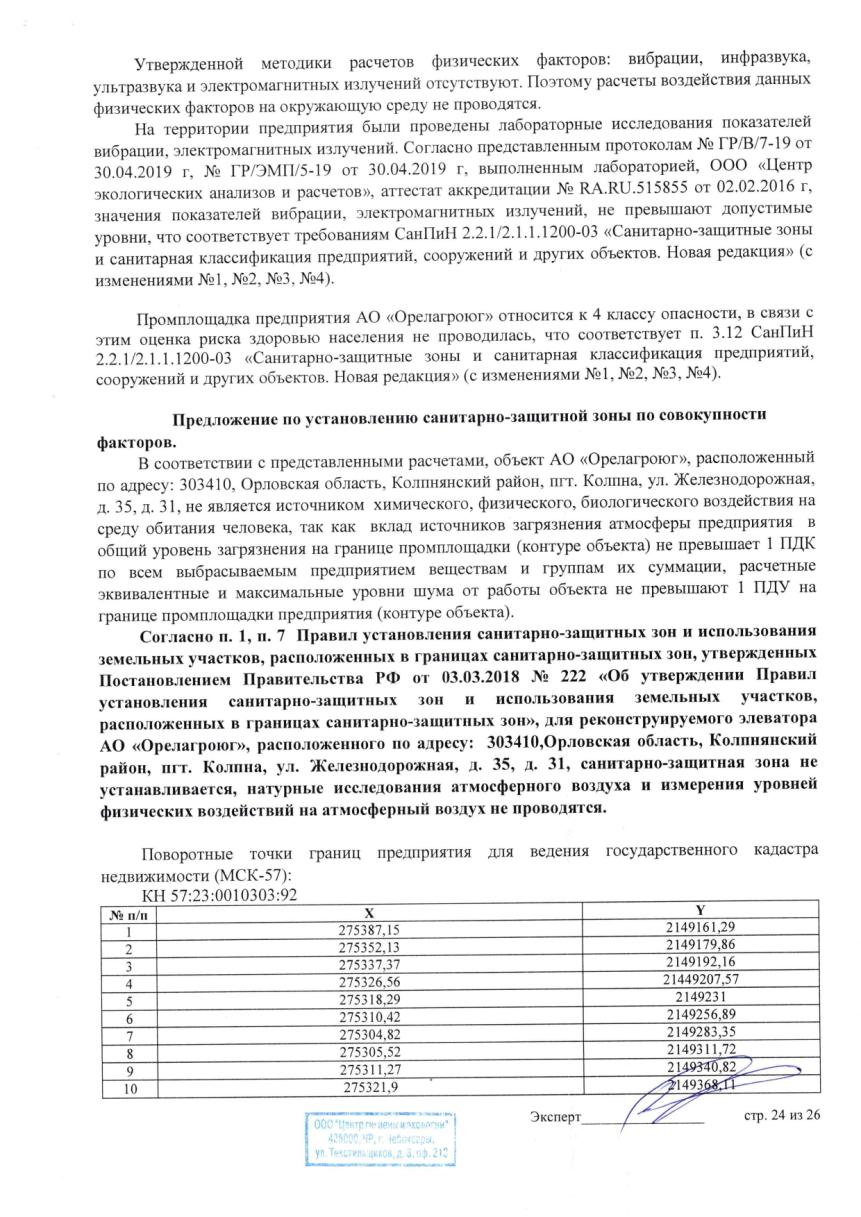 Утвержденной методики расчетов физических факторов: вибрации, инфразвука,
ультразвука и электромагнитных излучений отсутствуют. Поэтому расчеты воздействия данных
физических факторов на окружающую среду не проводятся.
На территории предприятия были проведены лабораторные исследования показателей
вибрации, электромагнитных излучений. Согласно представленным протоколам № ГР/В/7-19 от
30.04.2019 г, № ГР/ЭМП/5-19 от 30.04.2019 г, выполненным лабораторией, ООО «Центр
экологических анализов и расчетов», аттестат аккредитации № RA.RU.515855 от 02.02.2016 г,
значения показателей вибрации, электромагнитных излучений, не превышают допустимые
уровни, что соответствует требованиям СанПиН 2.2.1/2.1.1.1200-03 «Санитарно-защитные зоны
и санитарная классификация предприятий, сооружений и других объектов. Новая редакция» (с
изменениями №1, №2, №3, №4).
Промплощадка предприятия АО «Орелагроюг» относится к 4 классу опасности, в связи с
этим оценка риска здоровью населения не проводилась, что соответствует п. 3.12 СанПиН
2.2.1/2.1.1.1200-03 «Санитарно-защитные зоны и санитарная классификация предприятий,
сооружений и других объектов. Новая редакция» (с изменениями №1, №2, №3, №4).
Предложение по установлению санитарно-защитной зоны по совокупности
факторов.
В соответствии с представленными расчетами, объект АО «Орелагроюг», расположенный
по адресу: 303410, Орловская область, Колпнянский район, пгт. Колпна, ул. Железнодорожная,
д. 35, д. 31, не является источником химического, физического, биологического воздействия на
среду обитания человека, так как вклад источников загрязнения атмосферы предприятия в
общий уровень загрязнения на границе промплощадки (контуре объекта) не превышает 1 ПДК
по всем выбрасываемым предприятием веществам и группам их суммации, расчетные
эквивалентные и максимальные уровни шума от работы объекта не превышают 1 ПДУ на
границе промплощадки предприятия (контуре объекта).
Согласно п. 1, п. 7 Правил установления санитарно-защитных зон и использования
земельных участков, расположенных в границах санитарно-защитных зон, утвержденных
Постановлением Правительства РФ от 03.03.2018 № 222 «Об утверждении Правил
установления санитарно-защитных зон и использования земельных участков,
расположенных в границах санитарно-защитных зон», для реконструируемого элеватора
АО «Орелагроюг», расположенного по адресу: 303410,Орловская область, Колпнянский
район, пгт. Колпна, ул. Железнодорожная, д. 35, д. 31, санитарно-защитная зона не
устанавливается, натурные исследования атмосферного воздуха и измерения уровней
физических воздействий на атмосферный воздух не проводятся.
Поворотные точки границ предприятия для ведения государственного кадастра
недвижимости (МСК-57):
КН 57:23:0010303:92
№ п/п X Y
1 275387,15 2149161,29
2 275352,13 2149179,86
3 275337,37 2149192,16
4 275326,56 21449207,57
5 275318,29 2149231
6 275310,42 2149256,89
7 275304,82 2149283,35
8 275305,52 2149311,72
9 275311,27 2149340,82
10 275321,9 2149368,11
Эксперт стр. 24 из 26
ООО "Центр гигиены и экологии"
428000, ЧР, г. Чебоксары,
ул. Текстильщиков, д. 8, оф. 212